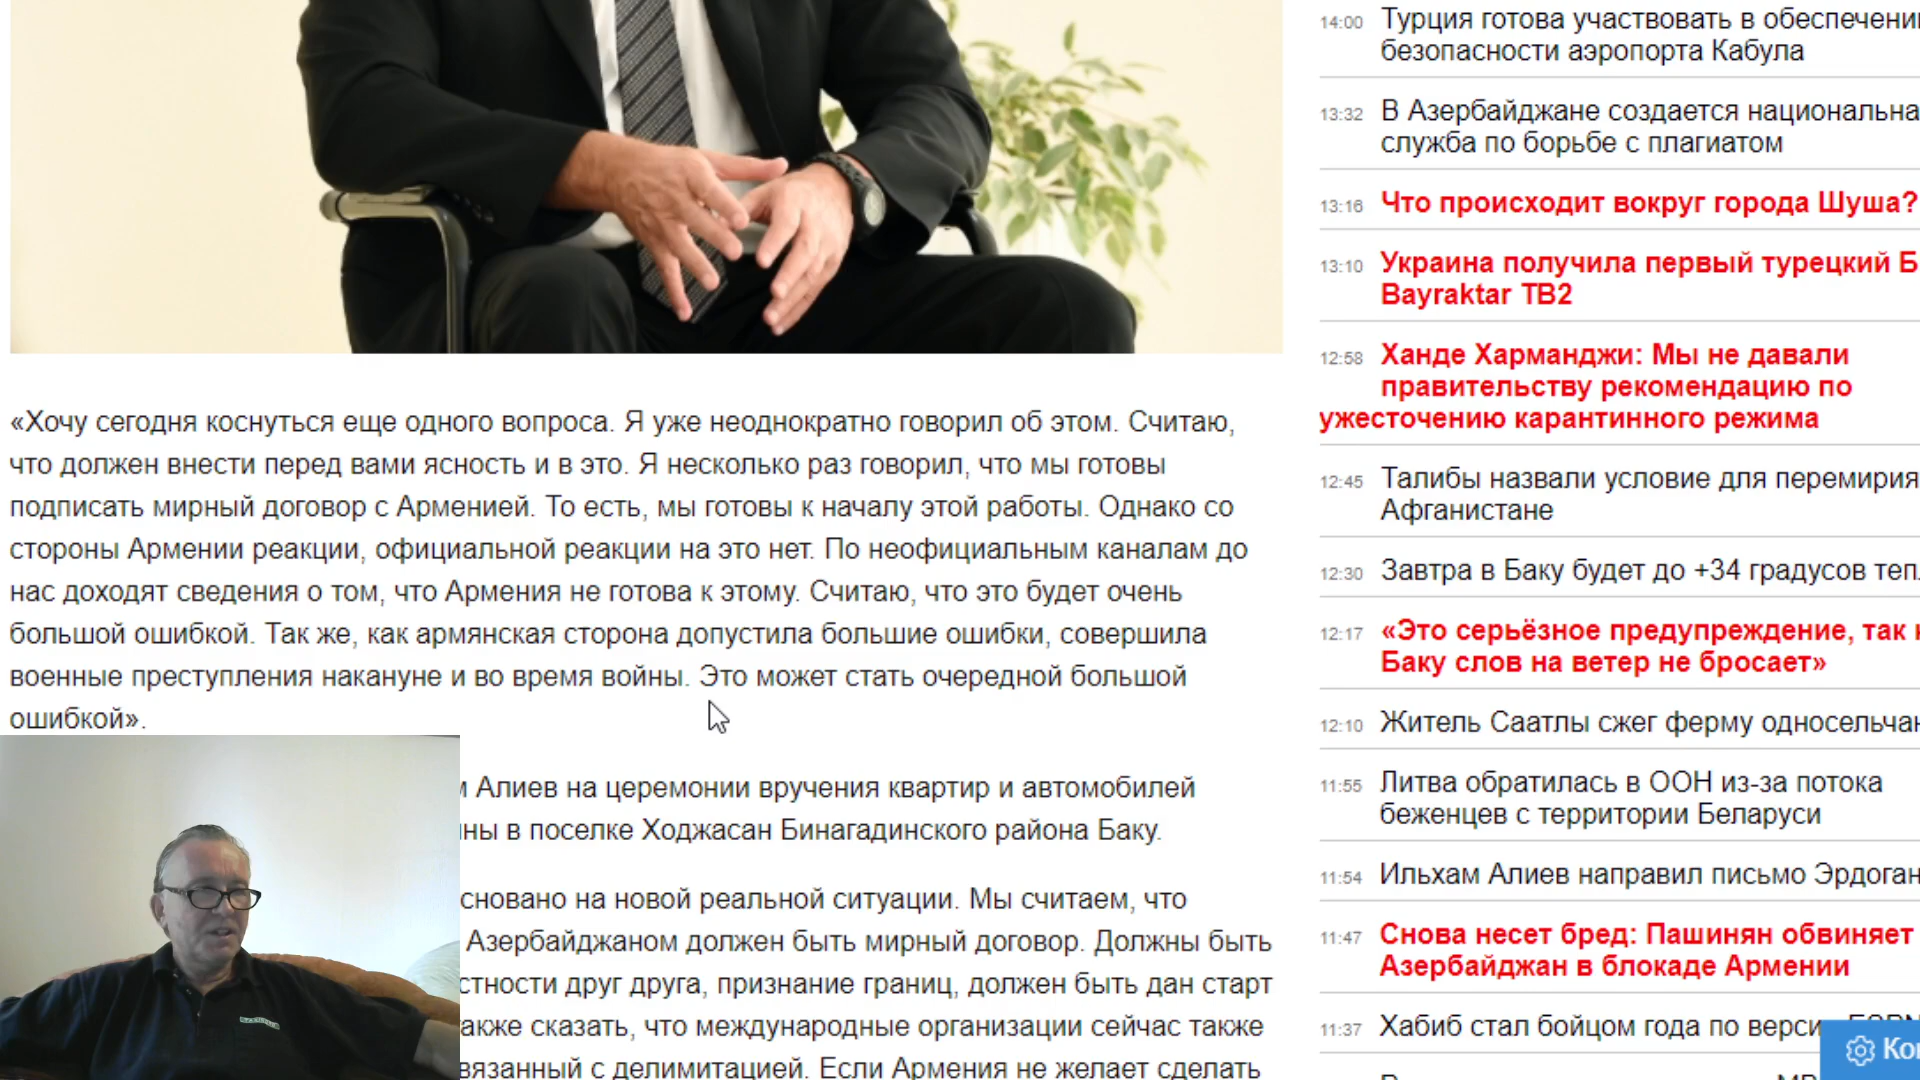 «Хочу сегодня коснуться еще одного вопроса. Я уже неоднократно говорил об этом. Считаю,
что должен внести перед вами ясность и в это. Я несколько раз говорил, что мы готовы
подписать мирный договор с Арменией. То есть, мы готовы к началу этой работы. Однако со
стороны Армении реакции, официальной реакции на это нет. По неофициальным каналам до
нас доходят сведения о том, что Армения не готова к этому. Считаю, что это будет очень
большой ошибкой. Так же, как армянская сторона допустила большие ошибки, совершила
военные преступления накануне и во время войны. Это может стать очередной большой
ошибкой».
Алиев на церемонии вручения квартир и автомобилей
в поселке Ходжасан Бинагадинского района Баку.
на новой реальной ситуации. Мы считаем, что
Азербайджаном должен быть мирный договор. Должны быть
друг друга, признание границ, должен быть дан старт
сказать, что международные организации сейчас также
с делимитацией. Если Армения не желает сделать
14:00 Турция готова участвовать в
безопасности аэропорта Кабула
13:32 В Азербайджане создается
служба по борьбе с плагиатом
13:16 Что происходит вокруг города Шуша?
13:10 Украина получила первый турецкий
Bayraktar TB2
12:58 Ханде Харманджи: Мы не давали
правительству рекомендацию по
ужесточению карантинного режима
12:45 Талибы назвали условие для перемирия
Афганистане
12:30 Завтра в Баку будет до +34 градусов
12:17 «Это серьёзное предупреждение, так
Баку слов на ветер не бросает»
12:10 Житель Саатлы сжег ферму
11:55 Литва обратилась в ООН из-за потока
беженцев с территории Беларуси
11:54 Ильхам Алиев направил письмо
11:47 Снова несет бред: Пашинян обвиняет
Азербайджан в блокаде Армении
11:37 Хабиб стал бойцом года по